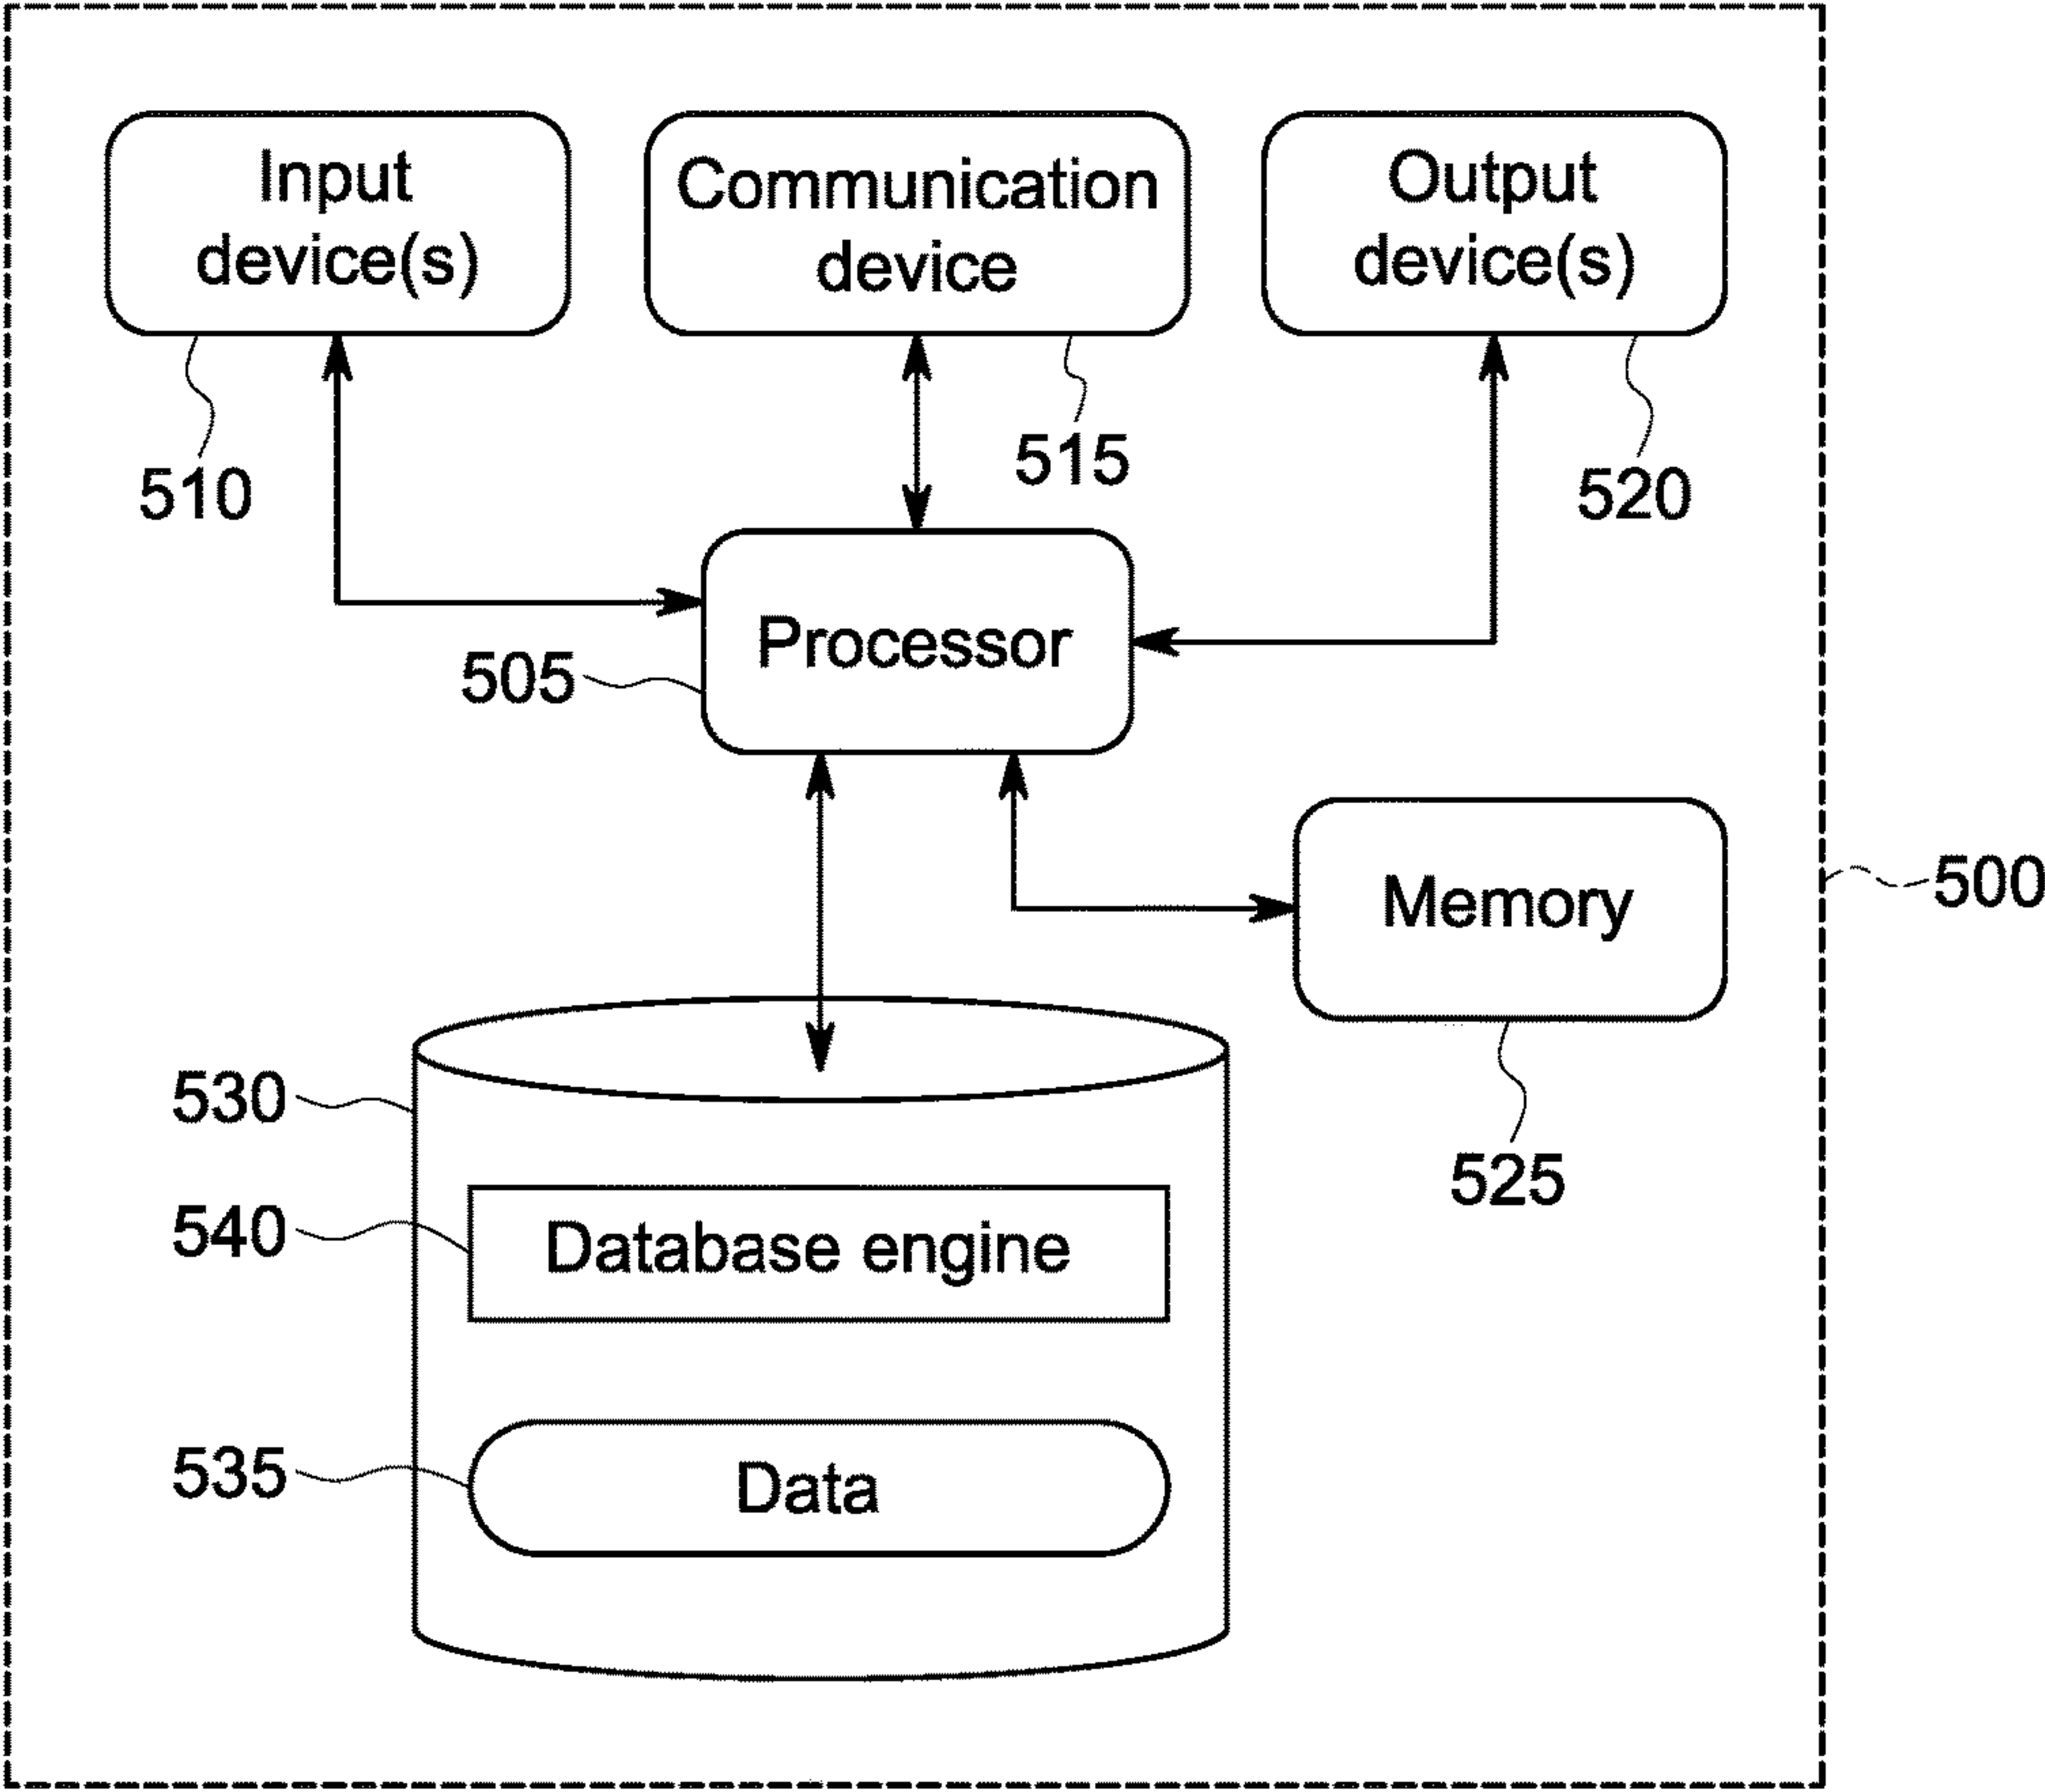 Input
device(s)
Communication
device
Output
device(s)
510
515
520
Processor
505
Memory
500
525
530
540
Database engine
535
Data